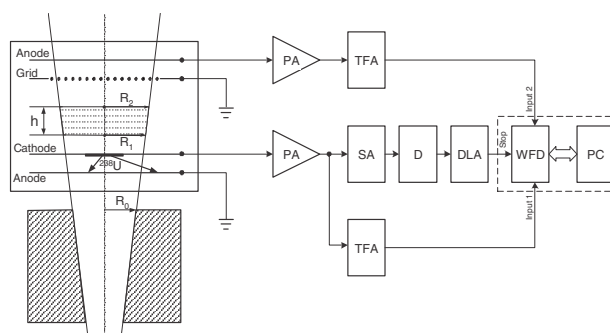 Anode
Grid
R2
h
R1
Cathode
238U
Anode
R0
PA
TFA
Input 2
PA
SA
D
DLA
Stop
WFD
PC
Input 1
TFA